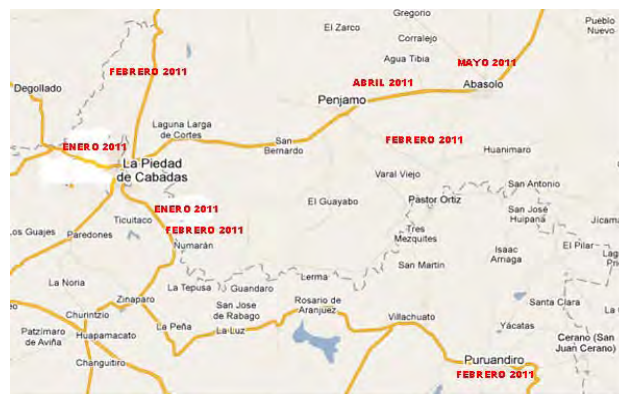 Gregorio
El Zarco
Pueblo
Nuevo
Corralejo
Agua Tibia
MAYO 2011
FEBRERO 2011
ABRIL 2011
Degollado
Abasolo
Penjamo
Laguna Larga
de Cortes
ENERO 2011
San
Bernardo
FEBRERO 2011
Huanimaro
La Piedad
de Cabadas
Varal Viejo
San Antonio
Pastor Ortiz
El Guayabo
ENERO 2011
San José
Huipana
Ticuitaco
Jicama
FEBRERO 2011
Los Guajes
Paredones
Numarán
Tres
Mezquites
El Pilar
Isaac
Arriaga
Lag
Pri
San Martin
Lerma
La Noria
La Tepusa
Guandaro
Zinaparo
San Jose
de Rabago
Rosario de
Aranjuez
Santa Clara
La
eo
Churintzio
La Peña
La Luz
Villachuato
Yácatas
Patzímaro
de Aviña
Huapamacato
Cerano (San
Juan Cerano)
Changuitiro
Puruandiro
FEBRERO 2011